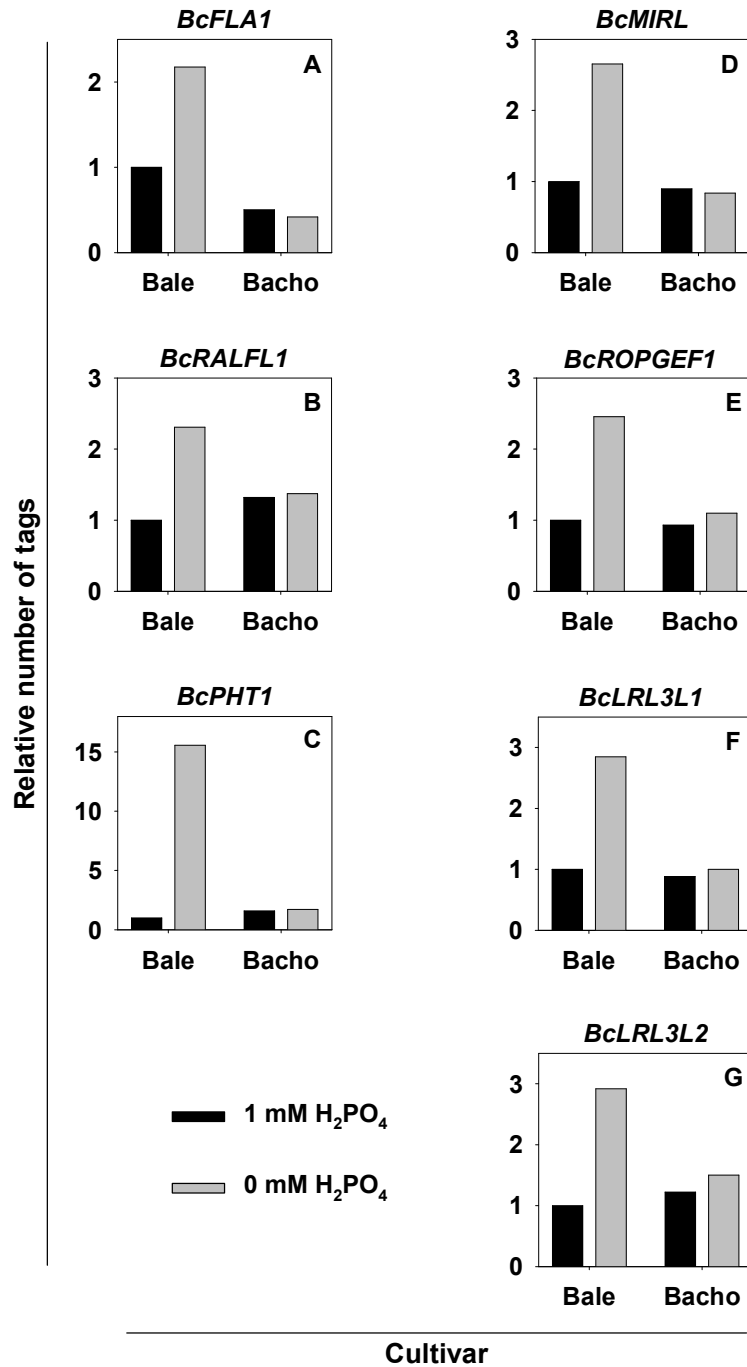 BcFLA1
A
2
1
0
Bale Bacho
BcRALFL1
B
3
2
1
0
Bale Bacho
BcPHT1
C
15
10
5
0
Bale Bacho
BcMIRL
D
3
2
1
0
Bale Bacho
BcROPGEF1
E
3
2
1
0
Bale Bacho
BcLRL3L1
F
3
2
1
0
Bale Bacho
BcLRL3L2
G
3
2
1
0
Bale Bacho
1 mM H₂PO₄
0 mM H₂PO₄
Relative number of tags
Cultivar